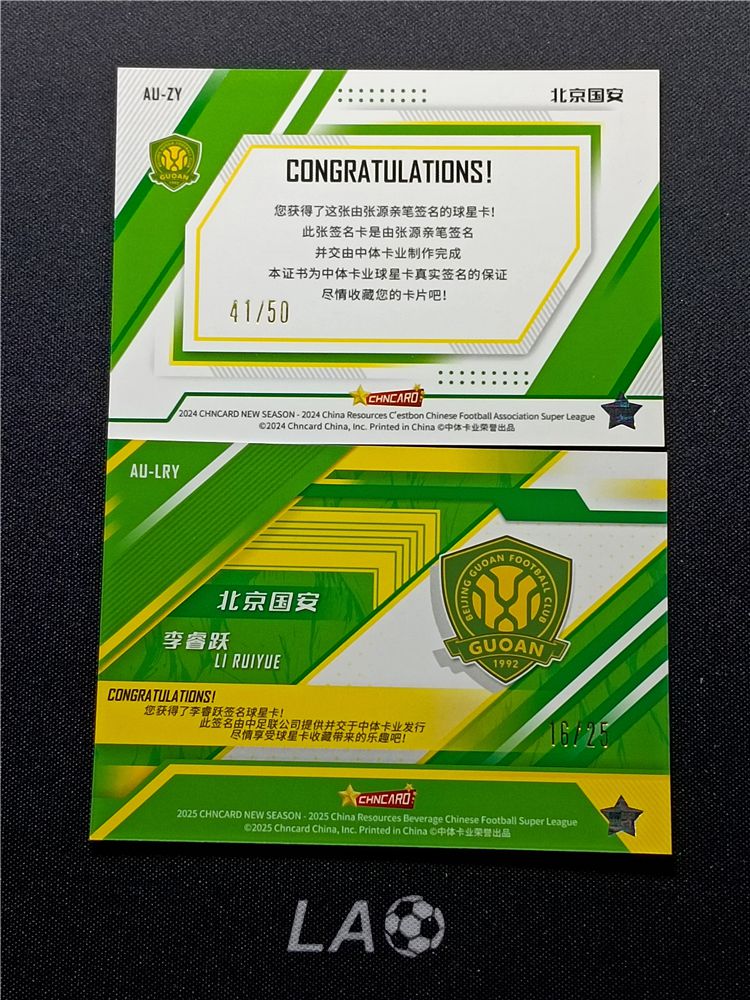 AU-ZY
北京国安
GUOAN
1992
CONGRATULATIONS!
您获得了这张由张源亲笔签名的球星卡!
此张签名卡是由张源亲笔签名
并交由中体卡业制作完成
本证书为中体卡业球星卡真实签名的保证
尽情收藏您的卡片吧!
41/50
CHNCARD
2024 CHNCARD NEW SEASON - 2024 China Resources C'estbon Chinese Football Association Super League
©2024 Chncard China, Inc. Printed in China ©中体卡业荣誉出品
AU-LRY
BEIJING GUOAN FOOTBALL CLUB
GUOAN
1992
北京国安
李睿跃
LI RUIYUE
CONGRATULATIONS!
您获得了李睿跃签名球星卡!
此签名由中足联公司提供并交于中体卡业发行
尽情享受球星卡收藏带来的乐趣吧!
16/25
CHNCARD
2025 CHNCARD NEW SEASON - 2025 China Resources Beverage Chinese Football Super League
©2025 Chncard China, Inc. Printed in China ©中体卡业荣誉出品
LA